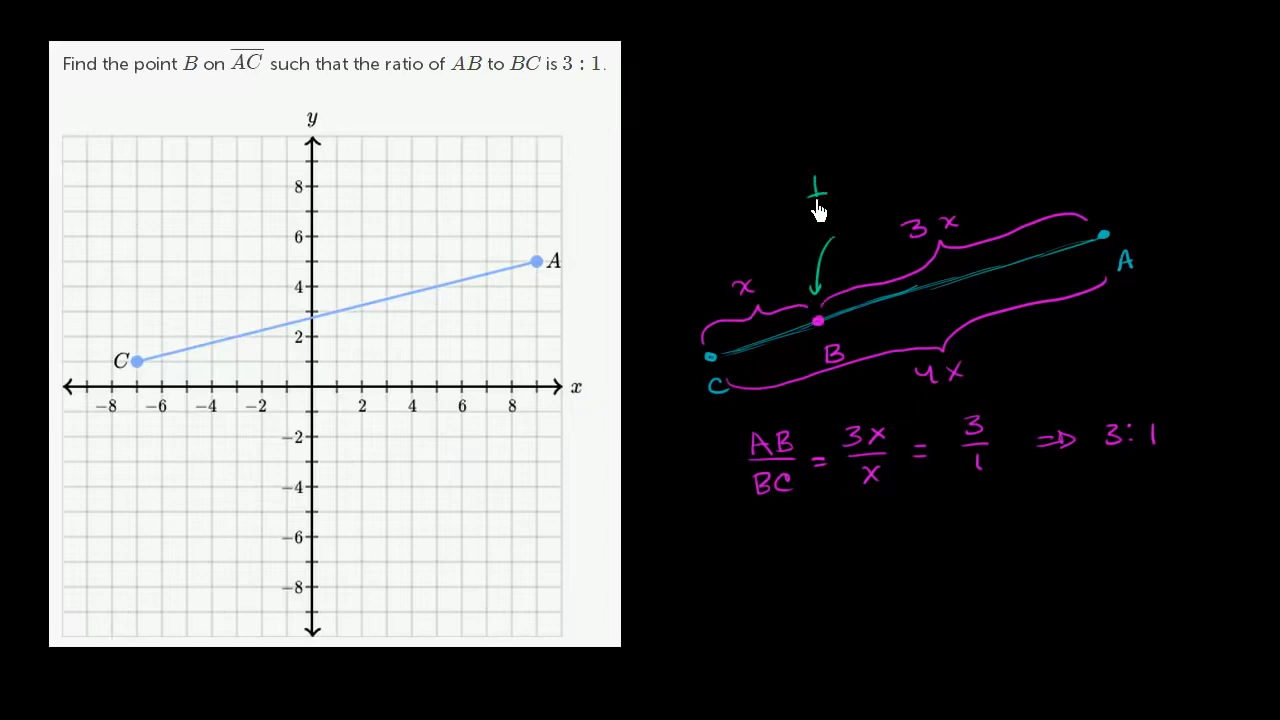 Find the point B on AC such that the ratio of AB to BC is 3 : 1.
y
8
6
4
2
−2
−4
−6
−8
−8 −6 −4 −2 2 4 6 8
x
A
C
1
3x
x
A
B
C
4x
AB/BC = 3x/x = 3/1 ⇒ 3:1